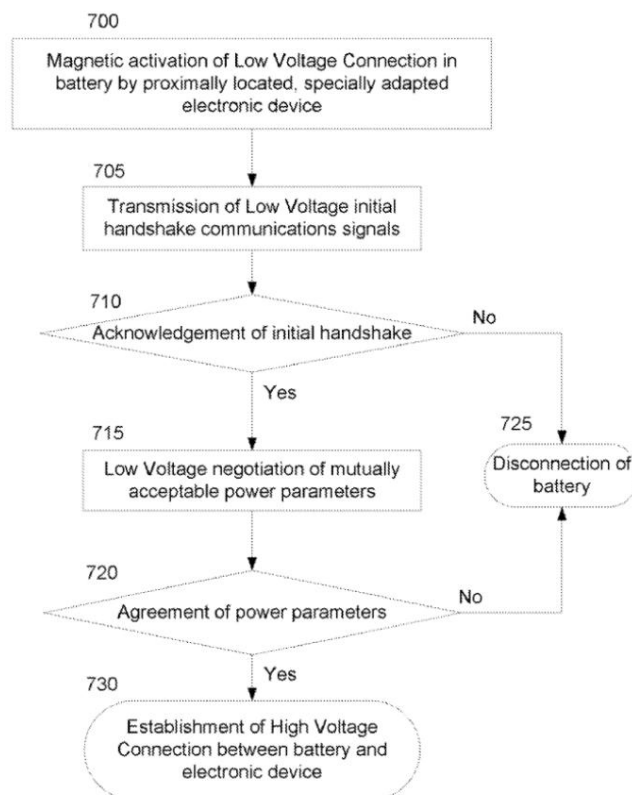 700
Magnetic activation of Low Voltage Connection in
battery by proximally located, specially adapted
electronic device
705
Transmission of Low Voltage initial
handshake communications signals
710
Acknowledgement of initial handshake
No
Yes
715
Low Voltage negotiation of mutually
acceptable power parameters
725
Disconnection of
battery
720
Agreement of power parameters
No
Yes
730
Establishment of High Voltage
Connection between battery and
electronic device